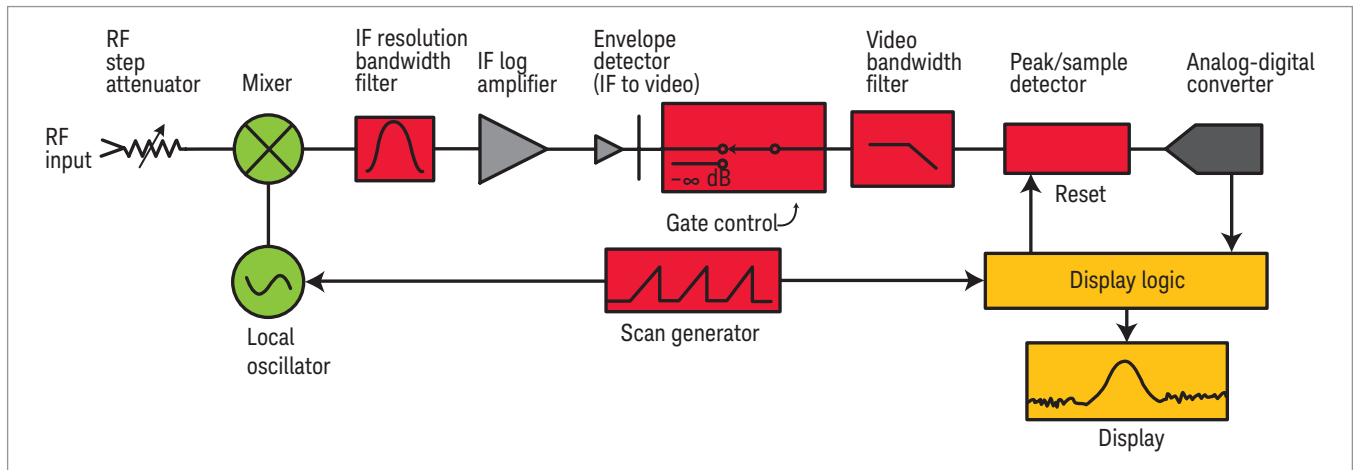 RF
step
attenuator
Mixer
IF resolution
bandwidth
filter
IF log
amplifier
Envelope
detector
(IF to video)
Video
bandwidth
filter
Peak/sample
detector
Analog-digital
converter
RF
input
−∞ dB
Gate control
Reset
Display logic
Scan generator
Local
oscillator
Display